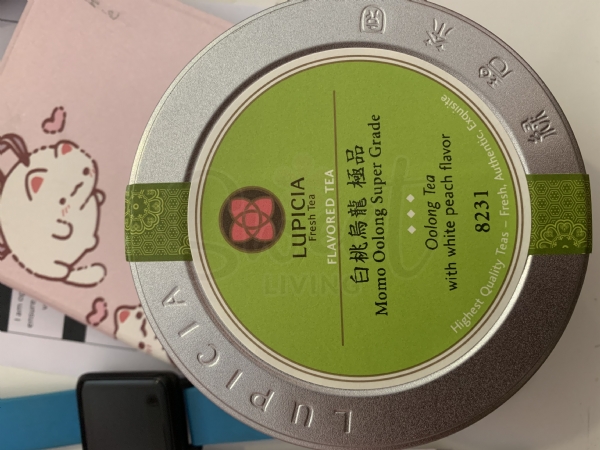 LUPICIA
Fresh Tea
FLAVORED TEA
白桃烏龍 極品
Momo Oolong Super Grade
Oolong Tea
with white peach flavor
8231
Highest Quality Teas – Fresh, Authentic, Exquisite
LUPICIA
I am